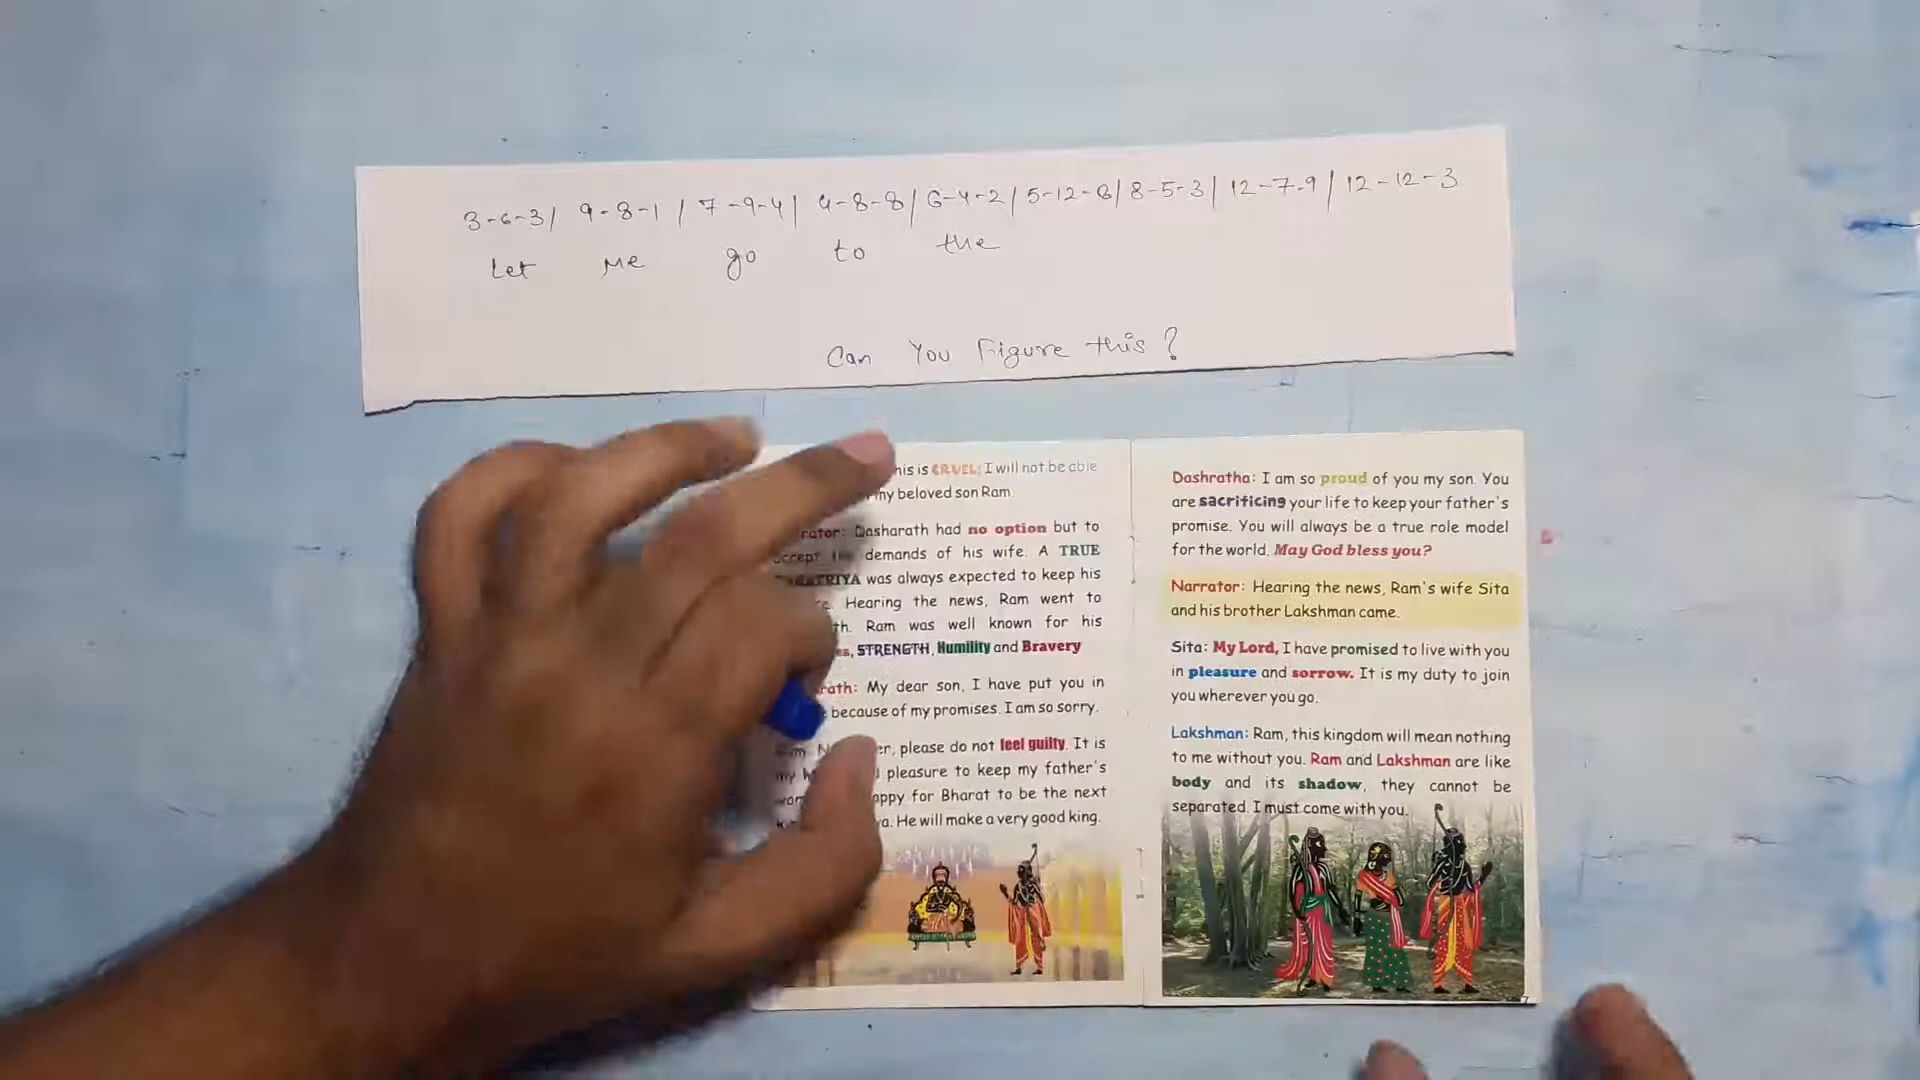 3-6-3/ 9-8-1 / 7-9-4/ 4-8-8/ 6-4-2/ 5-12-8/ 8-5-3/ 12-7-9/ 12-12-3
Let Me go to the
Can You Figure this?
his is CRUEL; I will not be able
my beloved son Ram
rator: Dasharath had no option but to
demands of his wife. A TRUE
was always expected to keep his
Hearing the news, Ram went to
th. Ram was well known for his
STRENGTH, Humility and Bravery
rath: My dear son, I have put you in
because of my promises. I am so sorry.
er, please do not feel guilty. It is
my pleasure to keep my father's
appy for Bharat to be the next
a. He will make a very good king.
Dashratha: I am so proud of you my son. You
are sacrificing your life to keep your father's
promise. You will always be a true role model
for the world. May God bless you?
Narrator: Hearing the news, Ram's wife Sita
and his brother Lakshman came.
Sita: My Lord, I have promised to live with you
in pleasure and sorrow. It is my duty to join
you wherever you go.
Lakshman: Ram, this kingdom will mean nothing
to me without you. Ram and Lakshman are like
body and its shadow, they cannot be
separated. I must come with you.
7